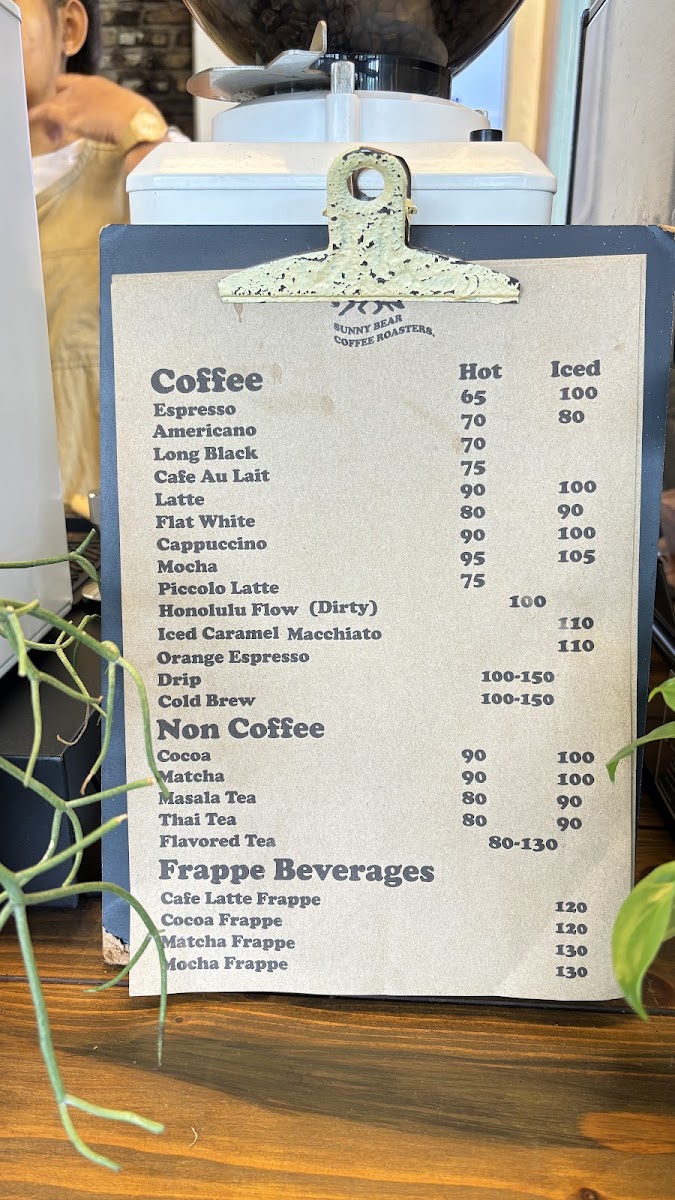 SUNNY BEAR
COFFEE ROASTERS.
Coffee Hot Iced
Espresso 65 100
Americano 70 80
Long Black 70
Cafe Au Lait 75
Latte 90 100
Flat White 80 90
Cappuccino 90 100
Mocha 95 105
Piccolo Latte 75
Honolulu Flow (Dirty) 100
Iced Caramel Macchiato 110
Orange Espresso 110
Drip 100-150
Cold Brew 100-150
Non Coffee
Cocoa 90 100
Matcha 90 100
Masala Tea 80 90
Thai Tea 80 90
Flavored Tea 80-130
Frappe Beverages
Cafe Latte Frappe 120
Cocoa Frappe 120
Matcha Frappe 130
Mocha Frappe 130